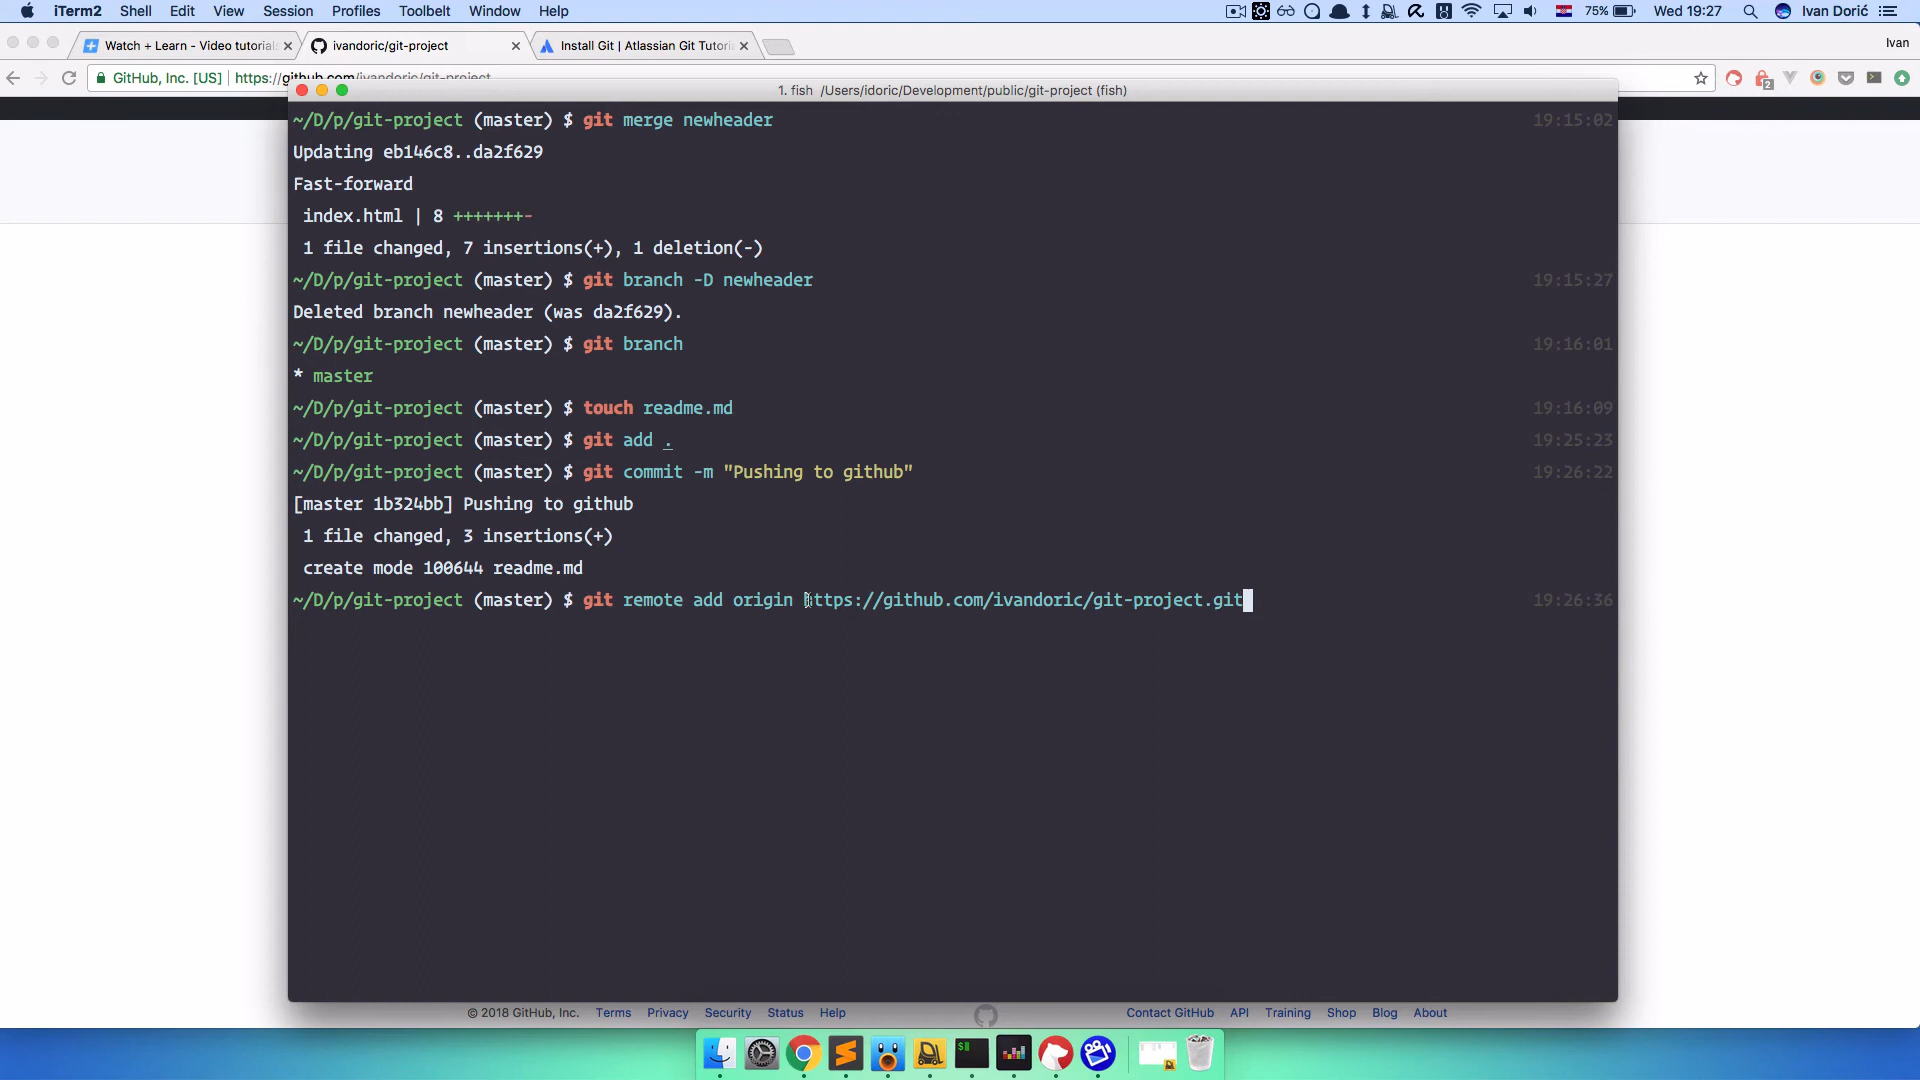 iTerm2 Shell Edit View Session Profiles Toolbelt Window Help 75% Wed 19:27 Ivan Dorić
Watch + Learn - Video tutorials ivandoric/git-project Install Git | Atlassian Git Tutori Ivan
GitHub, Inc. [US] https://github.com/ivandoric/git-project 2
1. fish /Users/idoric/Development/public/git-project (fish)
~/D/p/git-project (master) $ git merge newheader 19:15:02
Updating eb146c8..da2f629
Fast-forward
index.html | 8 +++++++-
1 file changed, 7 insertions(+), 1 deletion(-)
~/D/p/git-project (master) $ git branch -D newheader 19:15:27
Deleted branch newheader (was da2f629).
~/D/p/git-project (master) $ git branch 19:16:01
* master
~/D/p/git-project (master) $ touch readme.md 19:16:09
~/D/p/git-project (master) $ git add . 19:25:23
~/D/p/git-project (master) $ git commit -m "Pushing to github" 19:26:22
[master 1b324bb] Pushing to github
1 file changed, 3 insertions(+)
create mode 100644 readme.md
~/D/p/git-project (master) $ git remote add origin https://github.com/ivandoric/git-project.git 19:26:36
© 2018 GitHub, Inc. Terms Privacy Security Status Help Contact GitHub API Training Shop Blog About